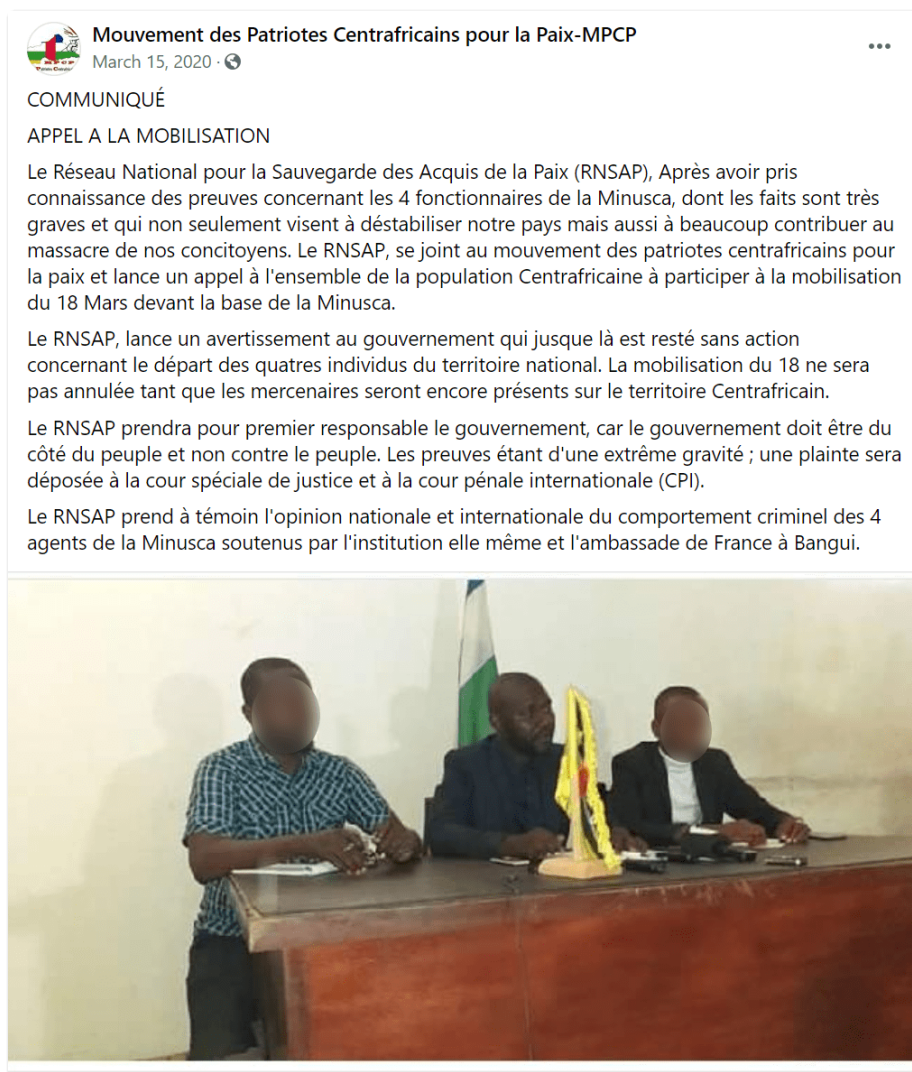 Mouvement des Patriotes Centrafricains pour la Paix-MPCP
March 15, 2020 ·
COMMUNIQUÉ
APPEL A LA MOBILISATION
Le Réseau National pour la Sauvegarde des Acquis de la Paix (RNSAP), Après avoir pris
connaissance des preuves concernant les 4 fonctionnaires de la Minusca, dont les faits sont très
graves et qui non seulement visent à déstabiliser notre pays mais aussi à beaucoup contribuer au
massacre de nos concitoyens. Le RNSAP, se joint au mouvement des patriotes centrafricains pour
la paix et lance un appel à l'ensemble de la population Centrafricaine à participer à la mobilisation
du 18 Mars devant la base de la Minusca.
Le RNSAP, lance un avertissement au gouvernement qui jusque là est resté sans action
concernant le départ des quatres individus du territoire national. La mobilisation du 18 ne sera
pas annulée tant que les mercenaires seront encore présents sur le territoire Centrafricain.
Le RNSAP prendra pour premier responsable le gouvernement, car le gouvernement doit être du
côté du peuple et non contre le peuple. Les preuves étant d'une extrême gravité ; une plainte sera
déposée à la cour spéciale de justice et à la cour pénale internationale (CPI).
Le RNSAP prend à témoin l'opinion nationale et internationale du comportement criminel des 4
agents de la Minusca soutenus par l'institution elle même et l'ambassade de France à Bangui.